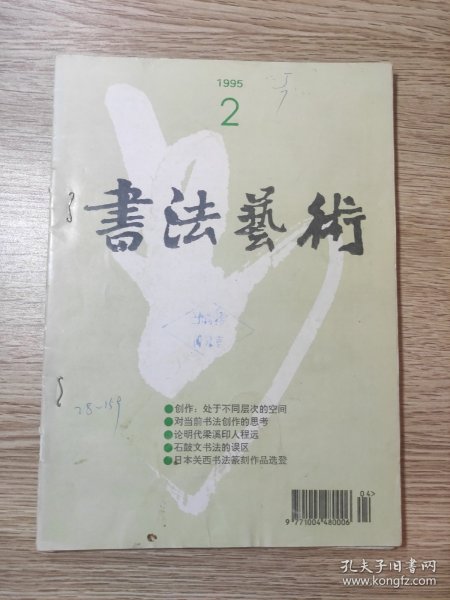 1995
2
書法藝術
28-159
●创作：处于不同层次的空间
●对当前书法创作的思考
●论明代梁溪印人程远
●石鼓文书法的误区
●日本关西书法篆刻作品选登
04>
9 771004 480006
孔夫子旧书网
www.kongfz.com